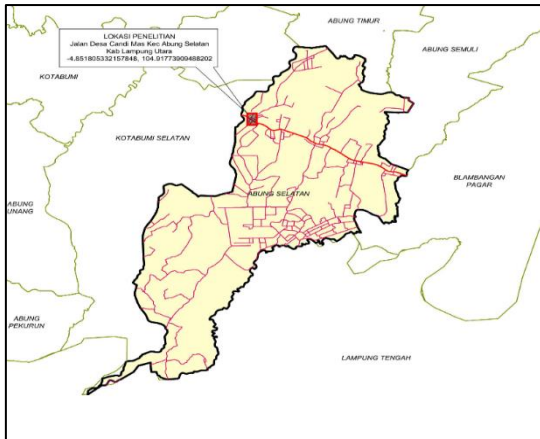 ABUNG TIMUR
LOKASI PENELITIAN
Jalan Desa Candi Mas Kec Abung Selatan
Kab Lampung Utara
-4.851805332157848, 104.91773909488202
ABUNG SEMULI
KOTABUMI
KOTABUMI SELATAN
BLAMBANGAN
PAGAR
ABUNG SELATAN
ABUNG
UNANG
ABUNG
PEKURUN
LAMPUNG TENGAH